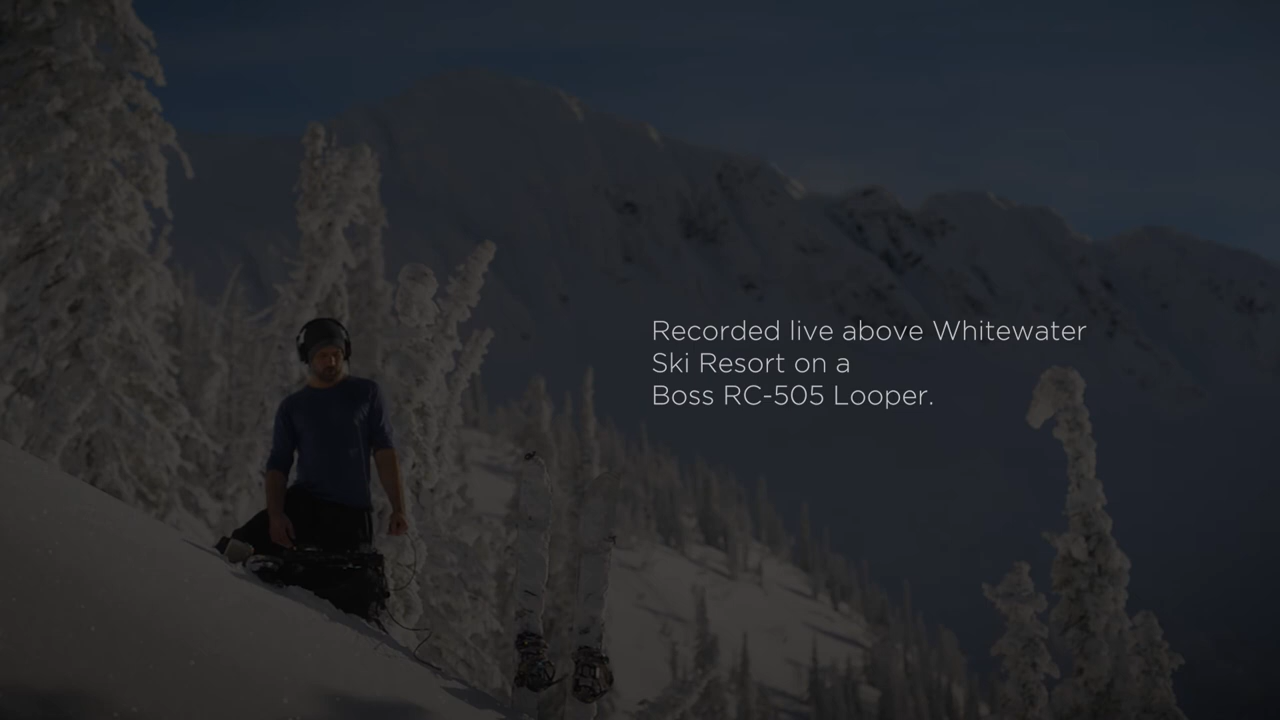 Recorded live above Whitewater
Ski Resort on a
Boss RC-505 Looper.